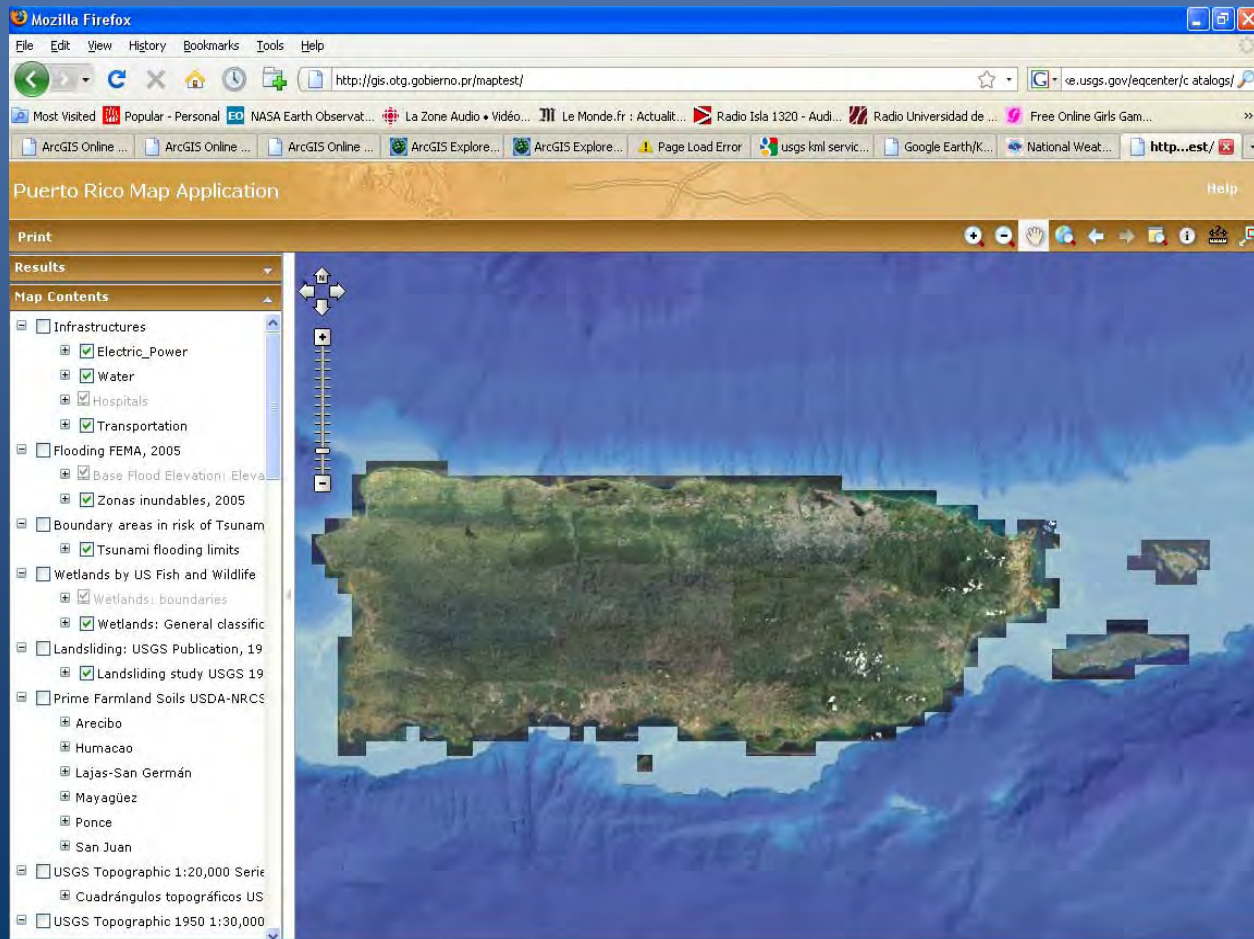 Mozilla Firefox
File Edit View History Bookmarks Tools Help
http://gis.otg.gobierno.pr/maptest/ G <e.usgs.gov/eqcenter/c atalogs/
Most Visited Popular - Personal EO NASA Earth Observat... La Zone Audio • Vidéo... Le Monde.fr : Actualit... Radio Isla 1320 - Audi... Radio Universidad de ... Free Online Girls Gam... »
ArcGIS Online ... ArcGIS Online ... ArcGIS Online ... ArcGIS Explore... ArcGIS Explore... Page Load Error usgs kml servic... Google Earth/K... National Weat... http...est/
Puerto Rico Map Application Help
Print
Results
Map Contents
N
Infrastructures
Electric_Power
Water
Hospitals
Transportation
Flooding FEMA, 2005
Base Flood Elevation: Eleva
Zonas inundables, 2005
Boundary areas in risk of Tsunam
Tsunami flooding limits
Wetlands by US Fish and Wildlife
Wetlands: boundaries
Wetlands: General classific
Landsliding: USGS Publication, 19
Landsliding study USGS 19
Prime Farmland Soils USDA-NRCS
Arecibo
Humacao
Lajas-San Germán
Mayagüez
Ponce
San Juan
USGS Topographic 1:20,000 Serie
Cuadrángulos topográficos US
USGS Topographic 1950 1:30,000